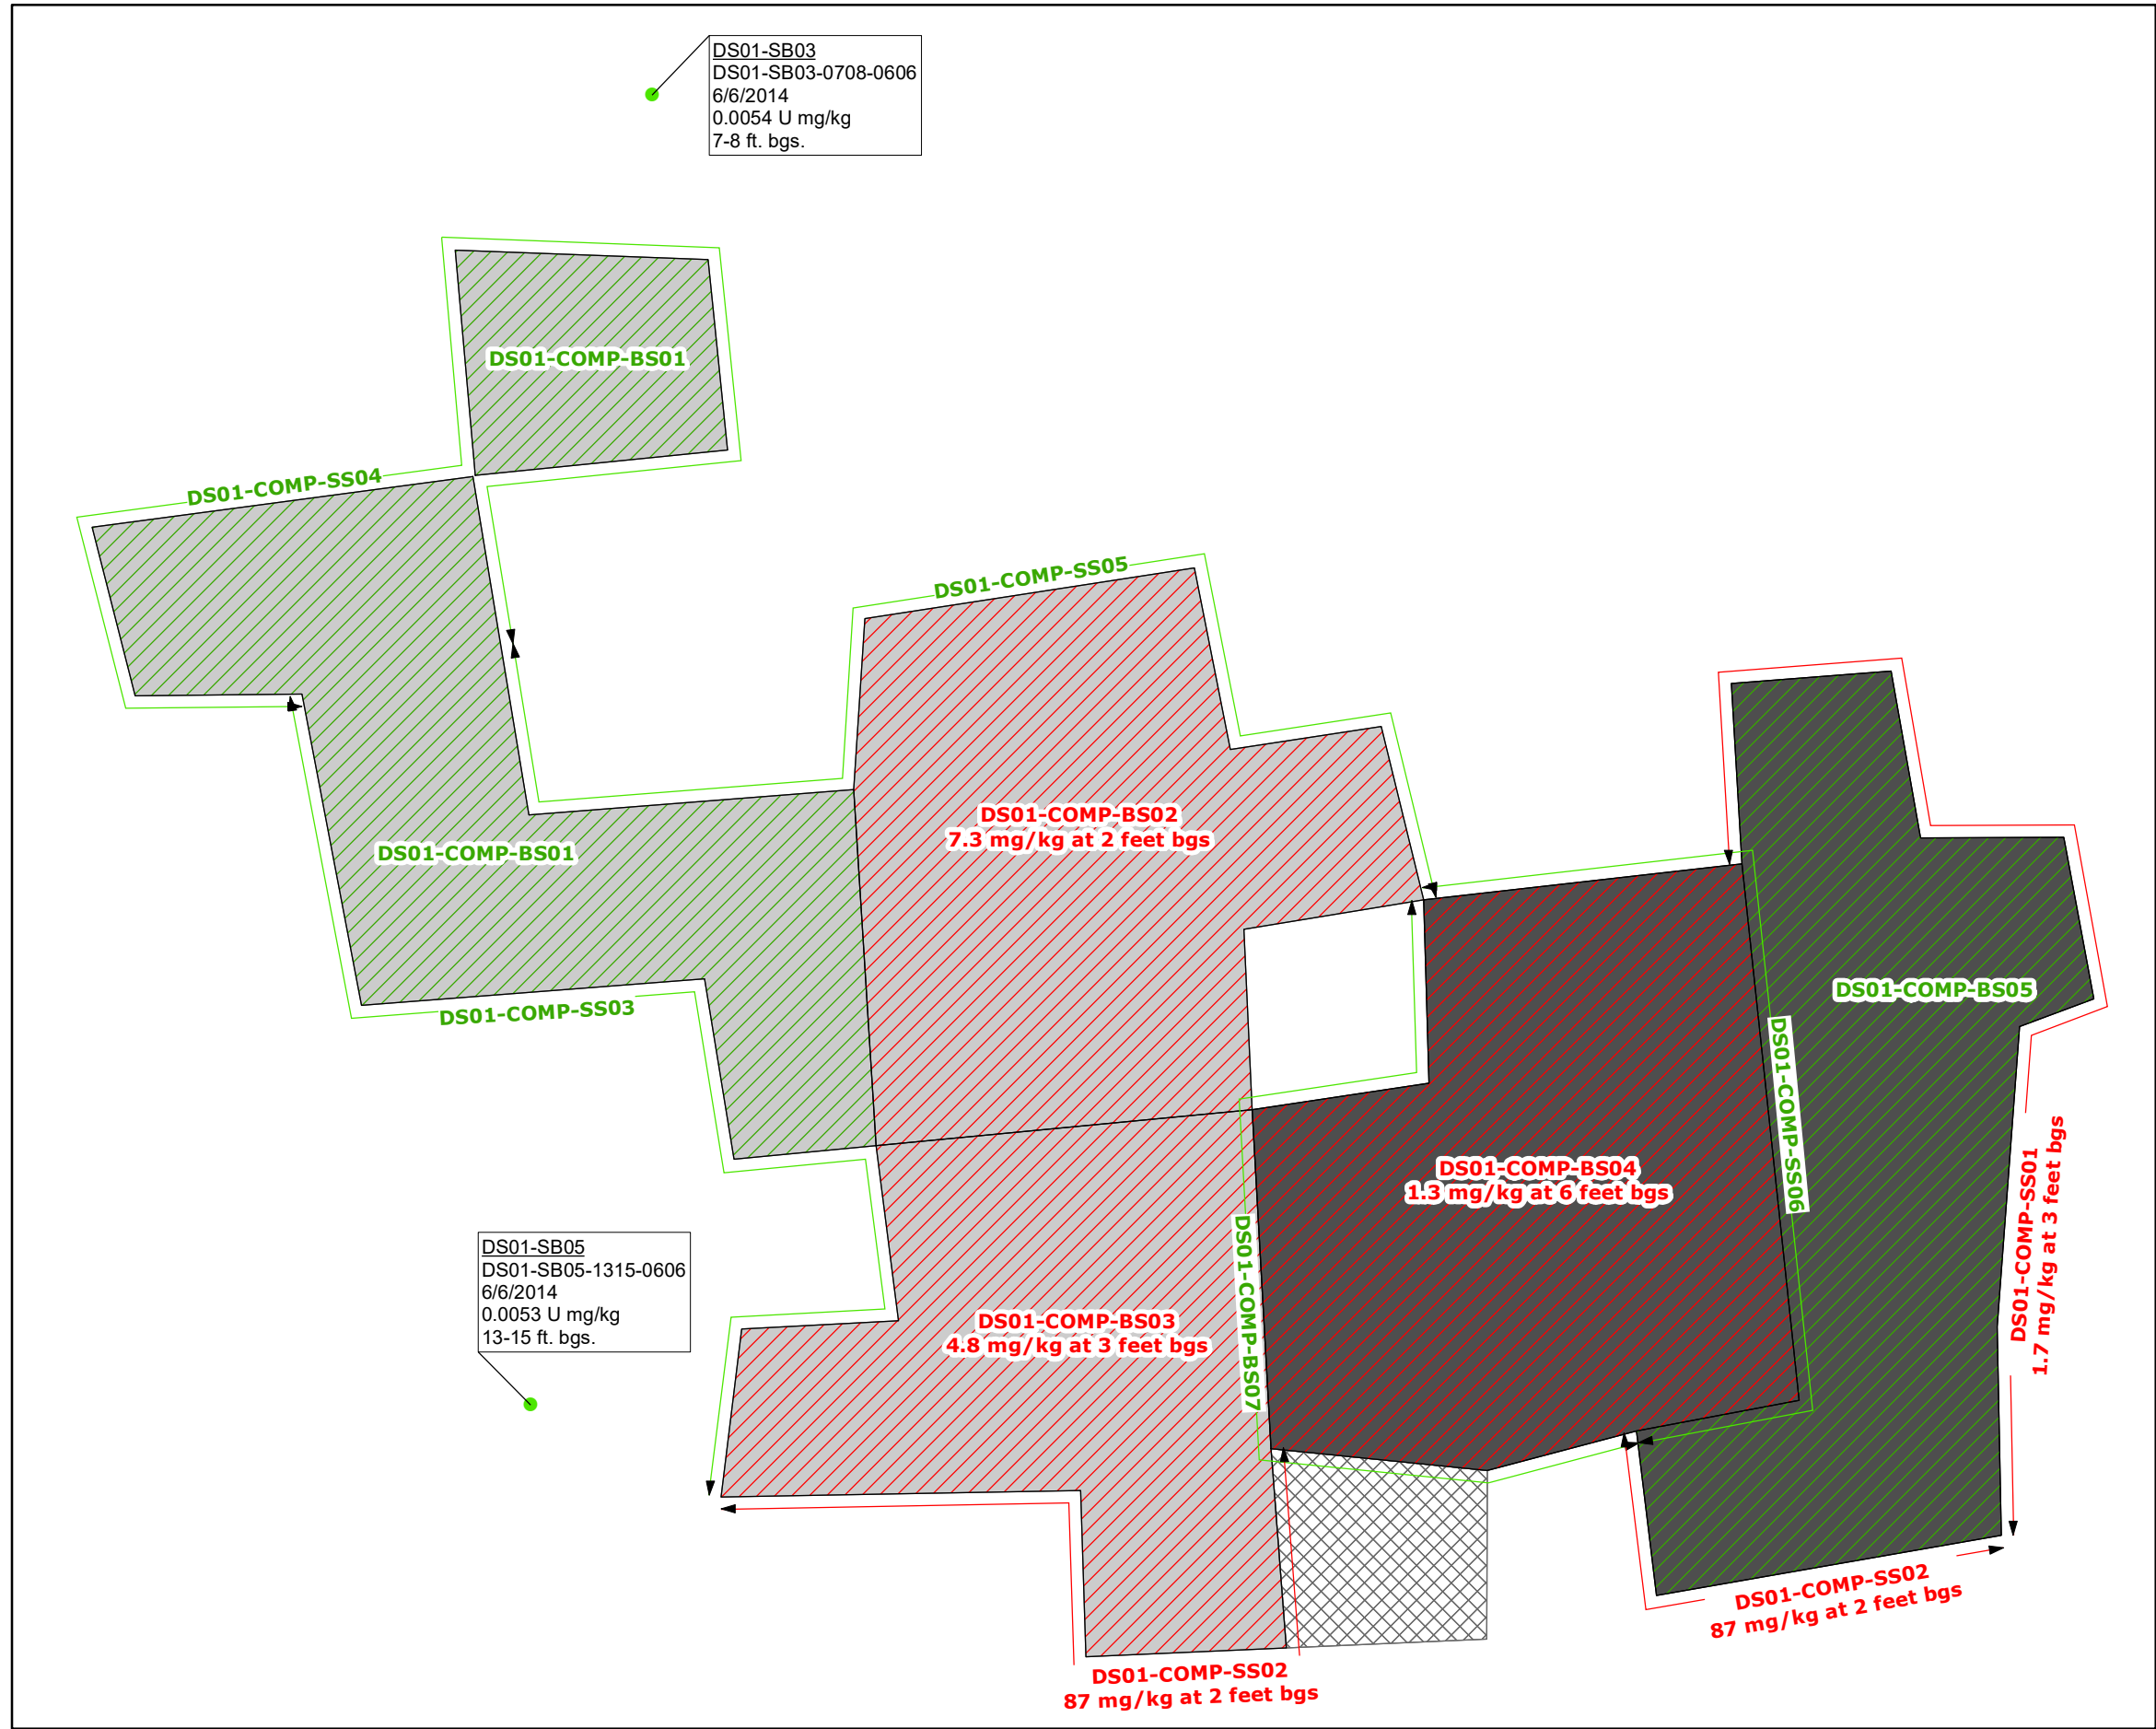 DS01-SB03
DS01-SB03-0708-0606
6/6/2014
0.0054 U mg/kg
7-8 ft. bgs.
DS01-COMP-BS01
DS01-COMP-SS04
DS01-COMP-SS05
DS01-COMP-BS02
7.3 mg/kg at 2 feet bgs
DS01-COMP-BS01
DS01-COMP-SS03
DS01-COMP-BS05
DS01-COMP-SS06
DS01-COMP-BS04
1.3 mg/kg at 6 feet bgs
DS01-COMP-SS01
1.7 mg/kg at 3 feet bgs
DS01-SB05
DS01-SB05-1315-0606
6/6/2014
0.0053 U mg/kg
13-15 ft. bgs.
DS01-COMP-BS03
4.8 mg/kg at 3 feet bgs
DS01-COMP-BS07
DS01-COMP-SS02
87 mg/kg at 2 feet bgs
DS01-COMP-SS02
87 mg/kg at 2 feet bgs